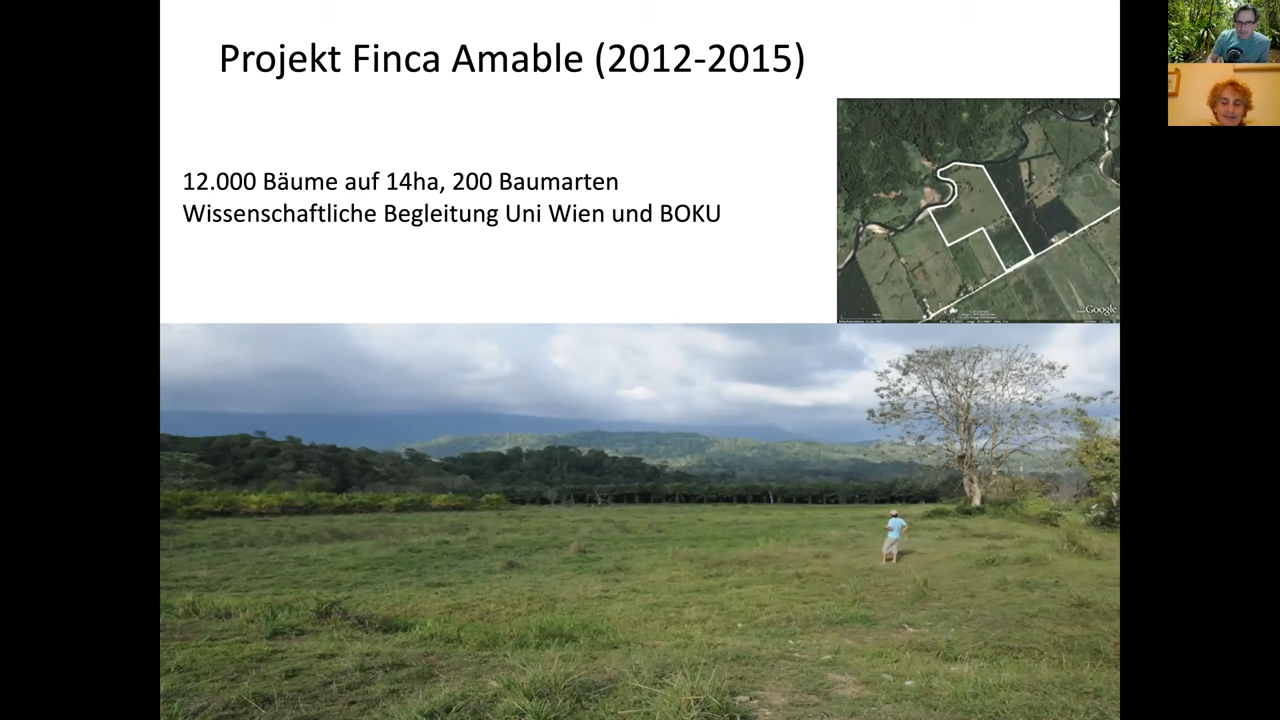 Projekt Finca Amable (2012-2015)
12.000 Bäume auf 14ha, 200 Baumarten
Wissenschaftliche Begleitung Uni Wien und BOKU
Google